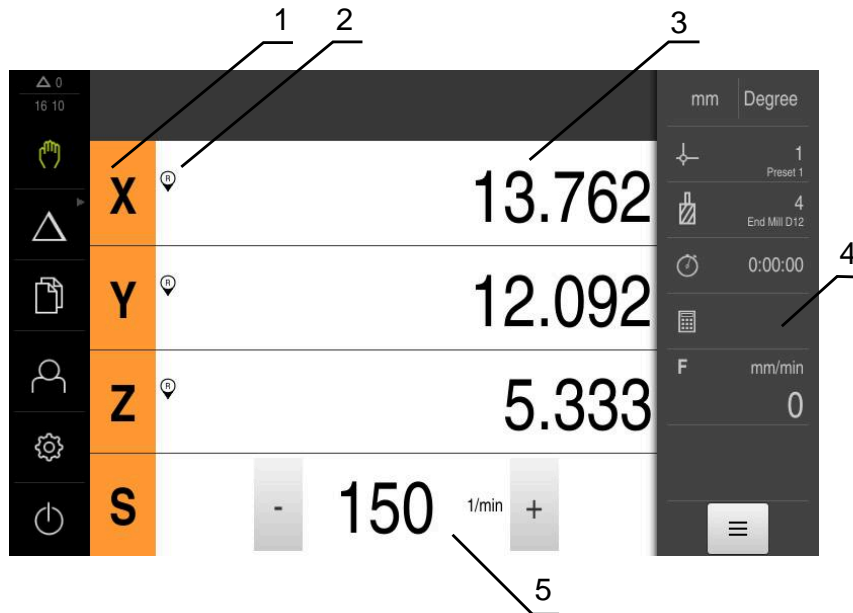 1 2 3
0
16 10
mm Degree
X R 13.762
1
Preset 1
4
End Mill D12
Y R 12.092
0:00:00
4
Z R 5.333
F mm/min
0
S - 150 1/min +
5